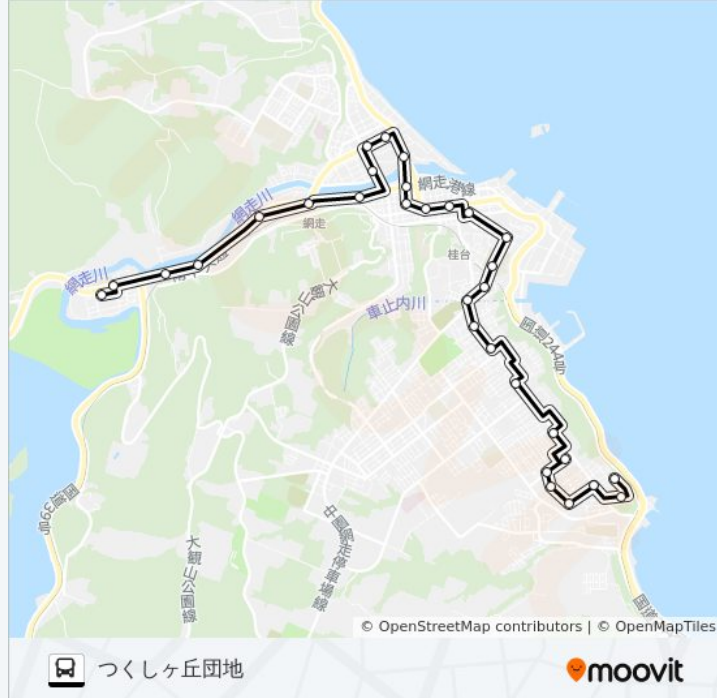 網走港線
網走川
網走
桂台
網走川
大観
山公園線
車止内川
国道244号
国道39号
大観山公園線
中園網走停車場線
国道
© OpenStreetMap contributors | © OpenMapTiles
つくしヶ丘団地
moovit